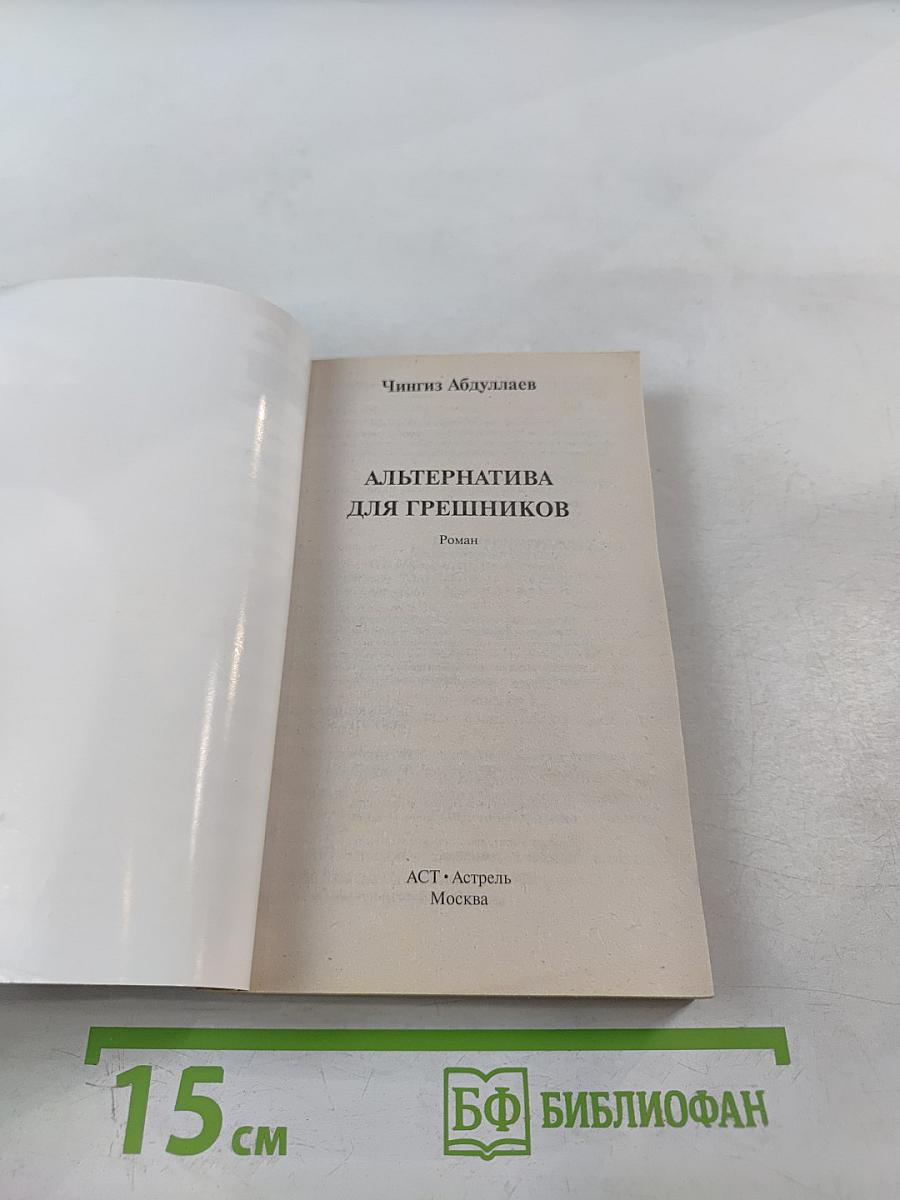 Чингиз Абдуллаев
АЛЬТЕРНАТИВА
ДЛЯ ГРЕШНИКОВ
Роман
АСТ • Астрель
Москва
15 см
БФ БИБЛИОФАН